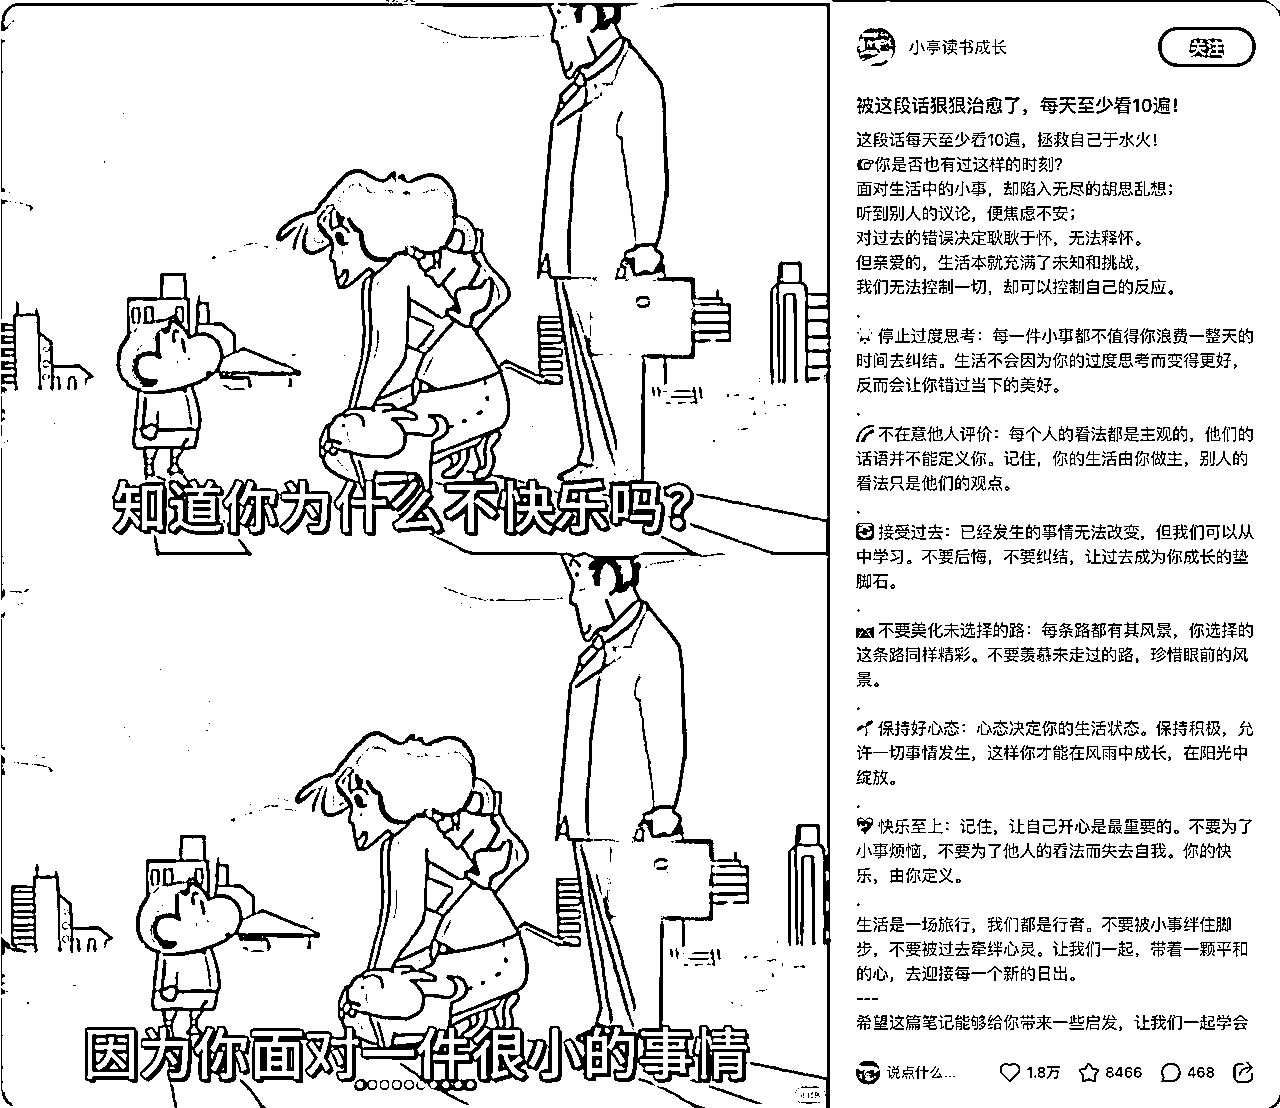 知道你为什么不快乐吗？
因为你面对一件很小的事情
小亭读书成长
关注
被这段话狠狠治愈了，每天至少看10遍！
这段话每天至少看10遍，拯救自己于水火！
👉你是否也有过这样的时刻？
面对生活中的小事，却陷入无尽的胡思乱想；
听到别人的议论，便焦虑不安；
对过去的错误决定耿耿于怀，无法释怀。
但亲爱的，生活本就充满了未知和挑战，
我们无法控制一切，却可以控制自己的反应。
.
停止过度思考：每一件小事都不值得你浪费一整天的
时间去纠结。生活不会因为你的过度思考而变得更好，
反而会让你错过当下的美好。
.
不在意他人评价：每个人的看法都是主观的，他们的
话语并不能定义你。记住，你的生活由你做主，别人的
看法只是他们的观点。
.
接受过去：已经发生的事情无法改变，但我们可以从
中学习。不要后悔，不要纠结，让过去成为你成长的垫
脚石。
.
不要美化未选择的路：每条路都有其风景，你选择的
这条路同样精彩。不要羡慕未走过的路，珍惜眼前的风
景。
.
保持好心态：心态决定你的生活状态。保持积极，允
许一切事情发生，这样你才能在风雨中成长，在阳光中
绽放。
.
快乐至上：记住，让自己开心是最重要的。不要为了
小事烦恼，不要为了他人的看法而失去自我。你的快
乐，由你定义。
.
生活是一场旅行，我们都是行者。不要被小事绊住脚
步，不要被过去牵绊心灵。让我们一起，带着一颗平和
的心，去迎接每一个新的日出。
---
希望这篇笔记能够给你带来一些启发，让我们一起学会
说点什么... 1.8万 8466 468